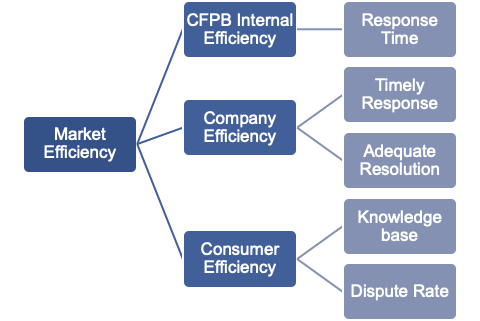 Market
Efficiency
CFPB Internal
Efficiency
Response
Time
Company
Efficiency
Timely
Response
Adequate
Resolution
Consumer
Efficiency
Knowledge
base
Dispute Rate